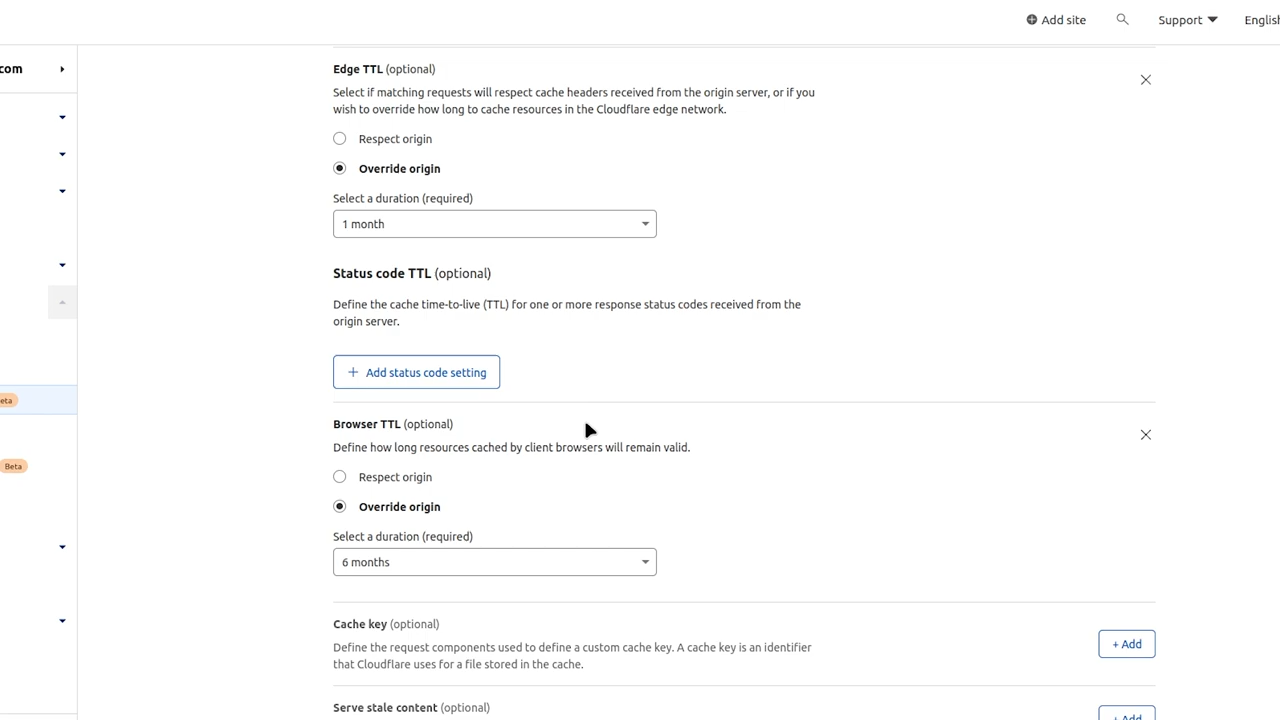 Add site
Support
English
com
Edge TTL (optional)
Select if matching requests will respect cache headers received from the origin server, or if you
wish to override how long to cache resources in the Cloudflare edge network.
Respect origin
Override origin
Select a duration (required)
1 month
Status code TTL (optional)
Define the cache time-to-live (TTL) for one or more response status codes received from the
origin server.
+ Add status code setting
eta
Browser TTL (optional)
Define how long resources cached by client browsers will remain valid.
Beta
Respect origin
Override origin
Select a duration (required)
6 months
Cache key (optional)
Define the request components used to define a custom cache key. A cache key is an identifier
that Cloudflare uses for a file stored in the cache.
+ Add
Serve stale content (optional)
+ Add